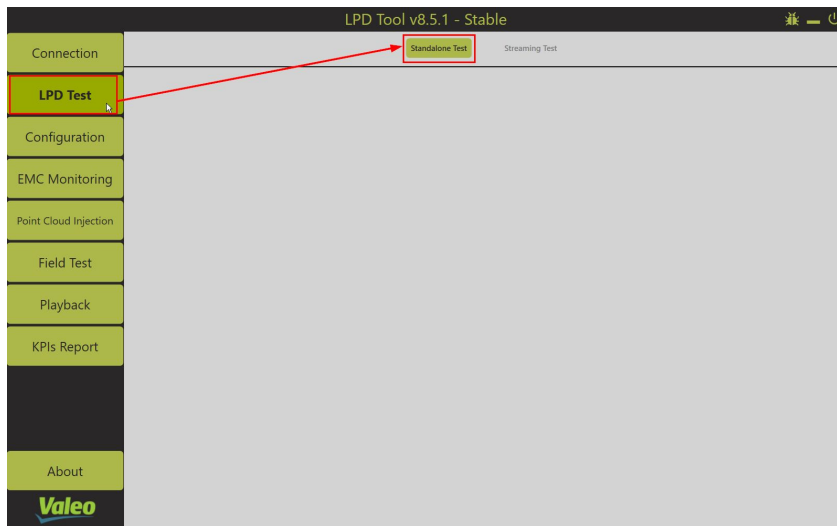 LPD Tool v8.5.1 - Stable
Connection
Standalone Test
Streaming Test
LPD Test
Configuration
EMC Monitoring
Point Cloud Injection
Field Test
Playback
KPIs Report
About
Valeo